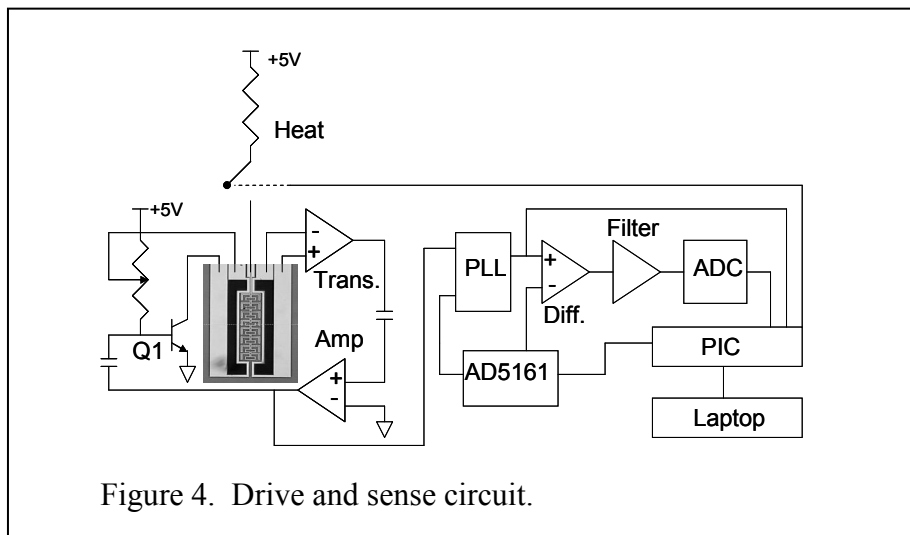 +5V
Heat
+5V
-
+
Trans.
Filter
PLL
+
-
Diff.
ADC
Q1
Amp
+
-
AD5161
PIC
Laptop
Figure 4. Drive and sense circuit.